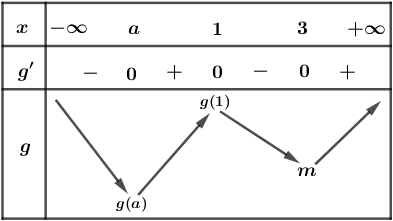 x −∞ a 1 3 +∞
g′ − 0 + 0 − 0 +
g(1)
g m
g(a)